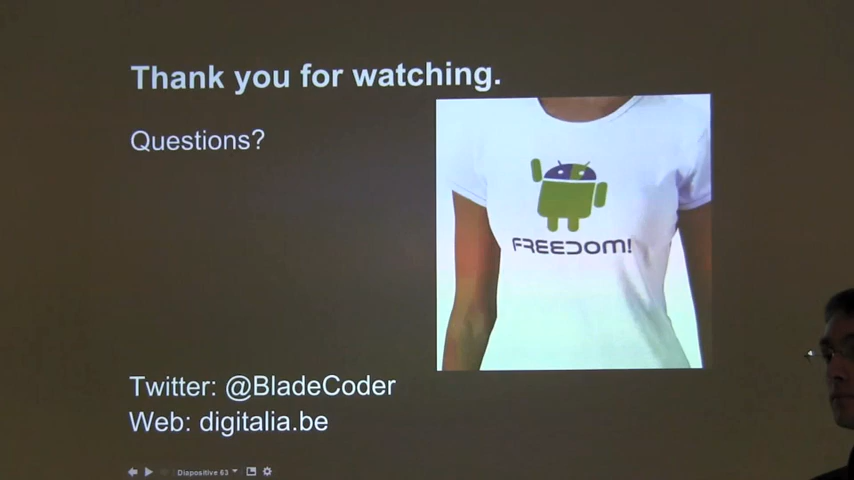 Thank you for watching.
Questions?
FREEDOM!
Twitter: @BladeCoder
Web: digitalia.be
Diapositive 63